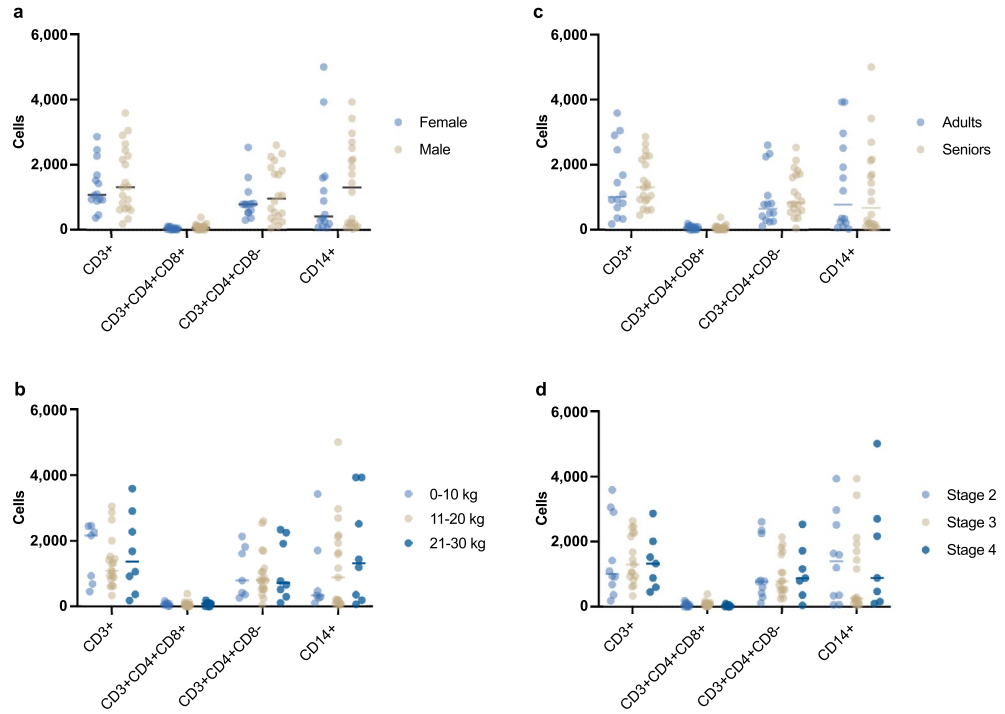 a
6,000
4,000
2,000
0
Cells
CD3+
CD3+CD4+CD8+
CD3+CD4+CD8-
CD14+
Female
Male
c
6,000
4,000
2,000
0
Cells
CD3+
CD3+CD4+CD8+
CD3+CD4+CD8-
CD14+
Adults
Seniors
b
6,000
4,000
2,000
0
Cells
CD3+
CD3+CD4+CD8+
CD3+CD4+CD8-
CD14+
0-10 kg
11-20 kg
21-30 kg
d
6,000
4,000
2,000
0
Cells
CD3+
CD3+CD4+CD8+
CD3+CD4+CD8-
CD14+
Stage 2
Stage 3
Stage 4